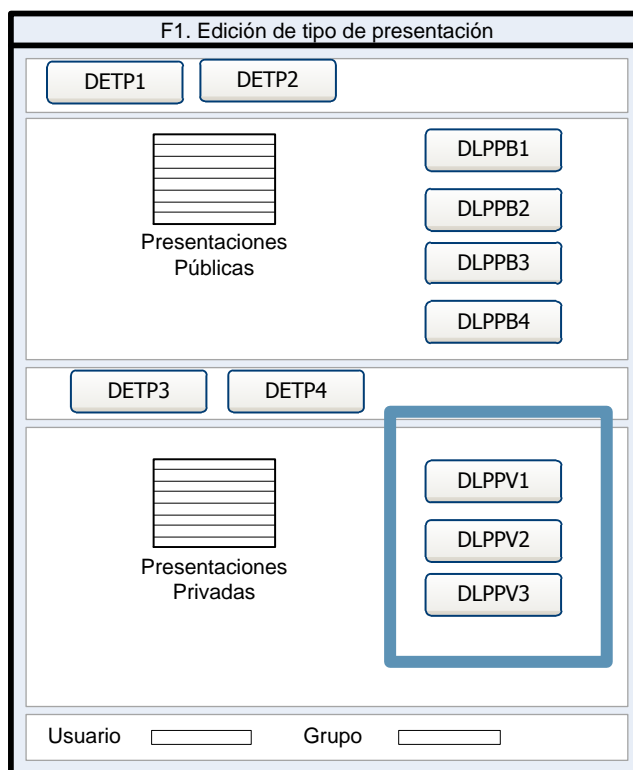 F1. Edición de tipo de presentación
DETP1 DETP2
DLPPB1
DLPPB2
DLPPB3
DLPPB4
Presentaciones
Públicas
DETP3 DETP4
DLPPV1
DLPPV2
DLPPV3
Presentaciones
Privadas
Usuario Grupo